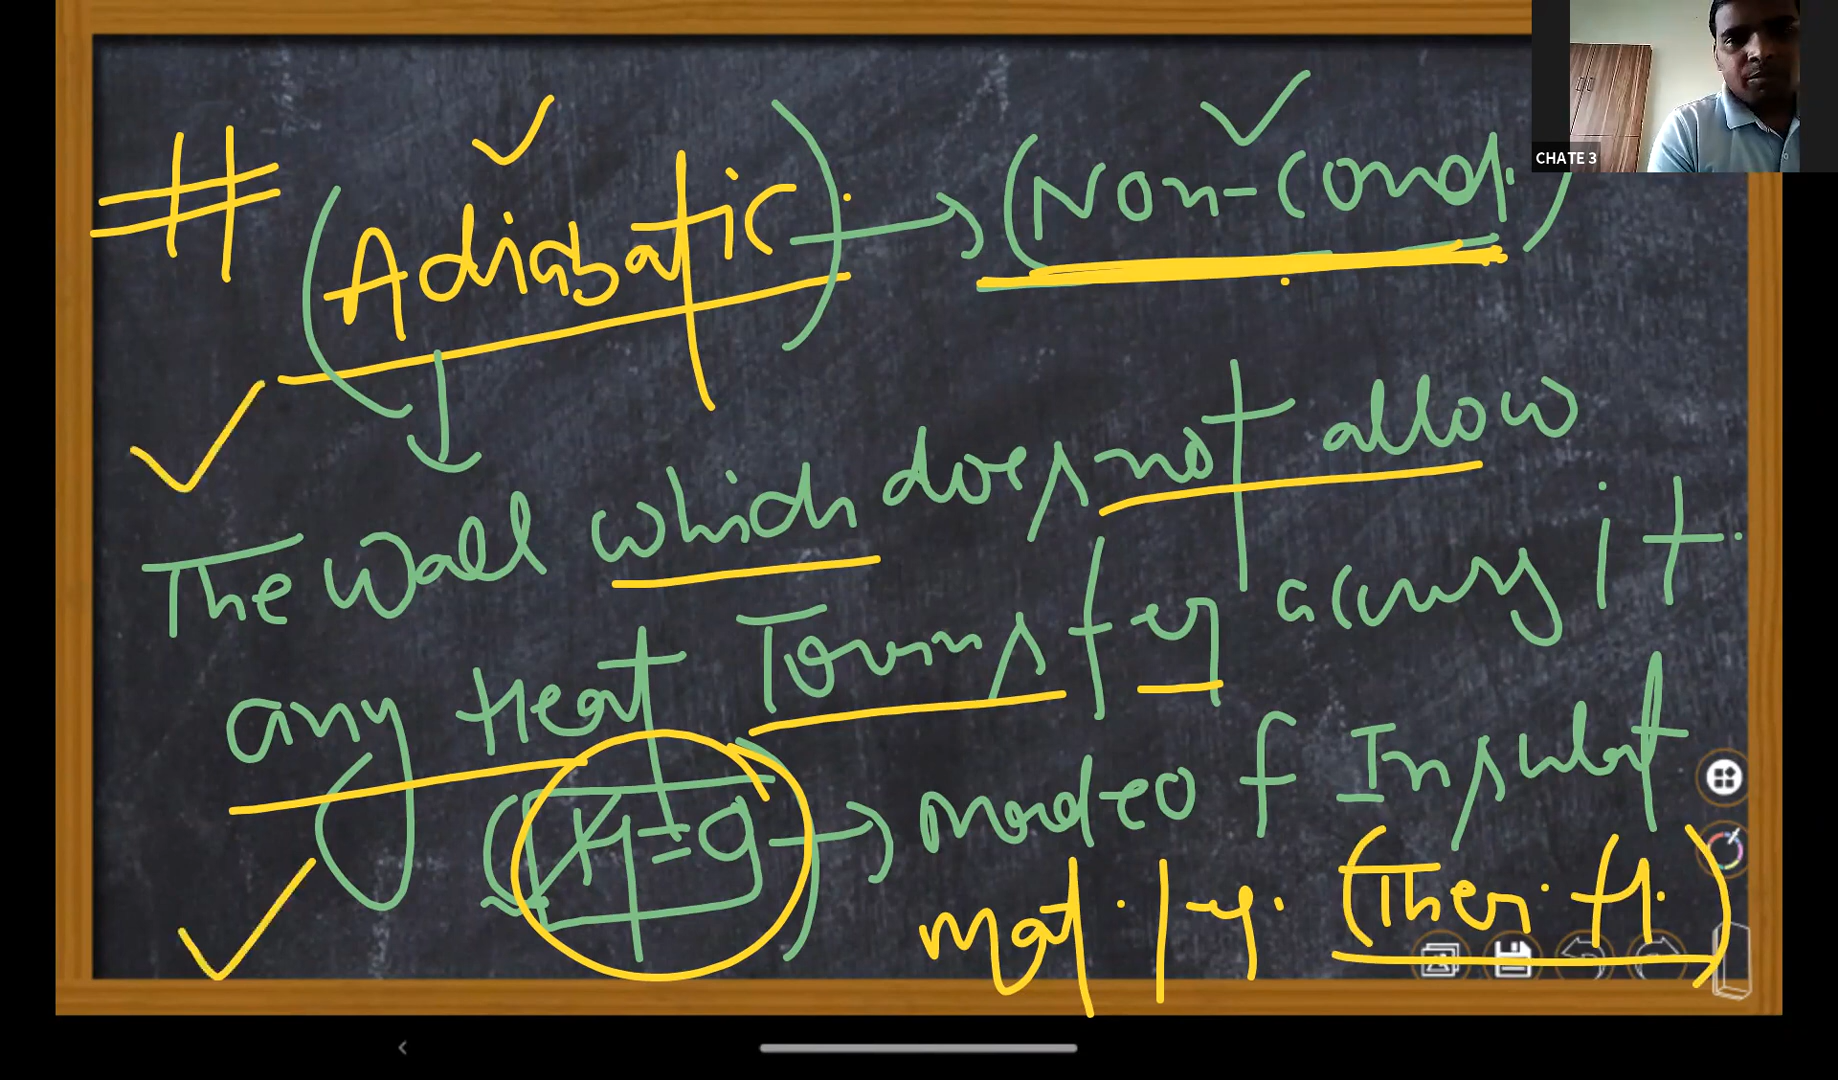 # (Adiabatic) → (Non-Cond.)
CHATE 3
The wall which does not allow
any heat Transfer across it.
(K=0) → made of Insulat
mat. | eg. (Ther. fl.)